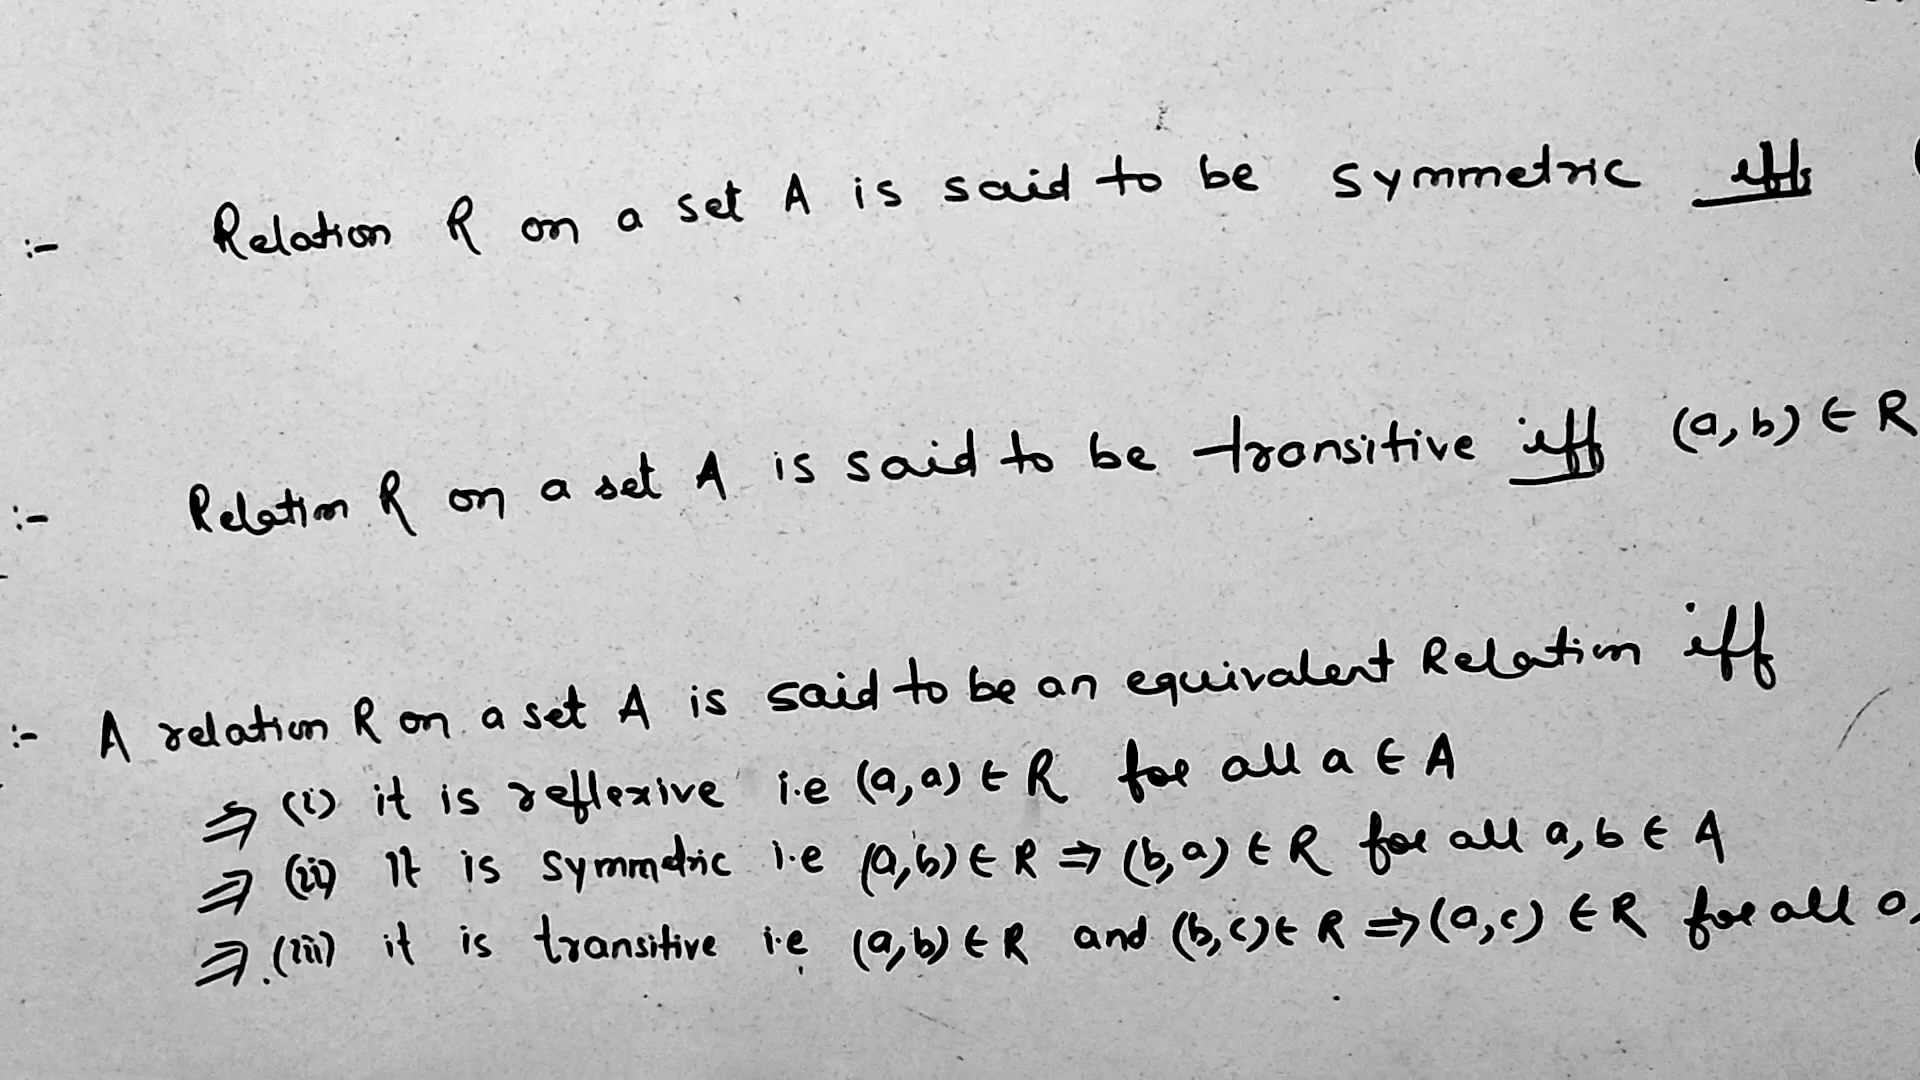 :- Relation R on a set A is said to be symmetric iff (
:- Relation R on a set A is said to be transitive iff (a,b) ∈ R
:- A relation R on a set A is said to be an equivalent Relation iff
⇒ (i) it is reflexive i.e (a,a) ∈ R for all a ∈ A
⇒ (ii) It is symmetric i.e (a,b) ∈ R ⇒ (b,a) ∈ R for all a,b ∈ A
⇒ (iii) it is transitive i.e (a,b) ∈ R and (b,c) ∈ R ⇒ (a,c) ∈ R for all a,